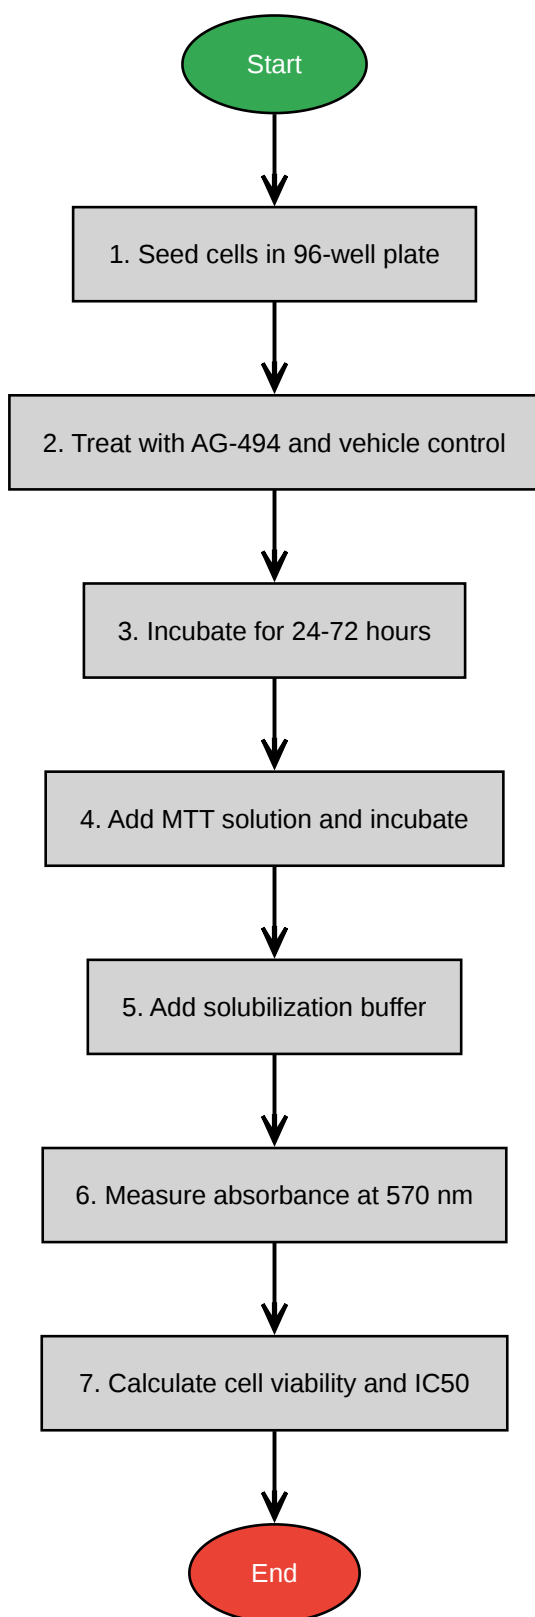 Start
1. Seed cells in 96-well plate
2. Treat with AG-494 and vehicle control
3. Incubate for 24-72 hours
4. Add MTT solution and incubate
5. Add solubilization buffer
6. Measure absorbance at 570 nm
7. Calculate cell viability and IC50
End